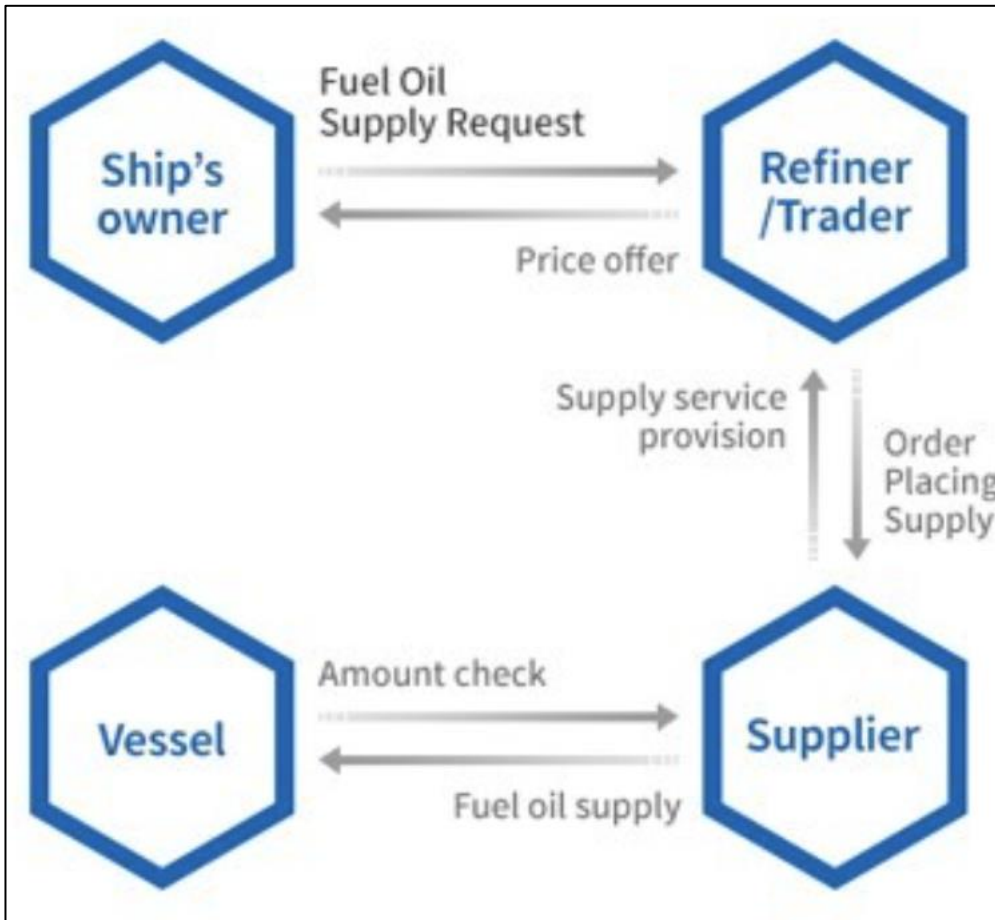 Fuel Oil
Supply Request
Ship's
owner
Refiner
/Trader
Price offer
Supply service
provision
Order
Placing
Supply
Amount check
Vessel
Supplier
Fuel oil supply